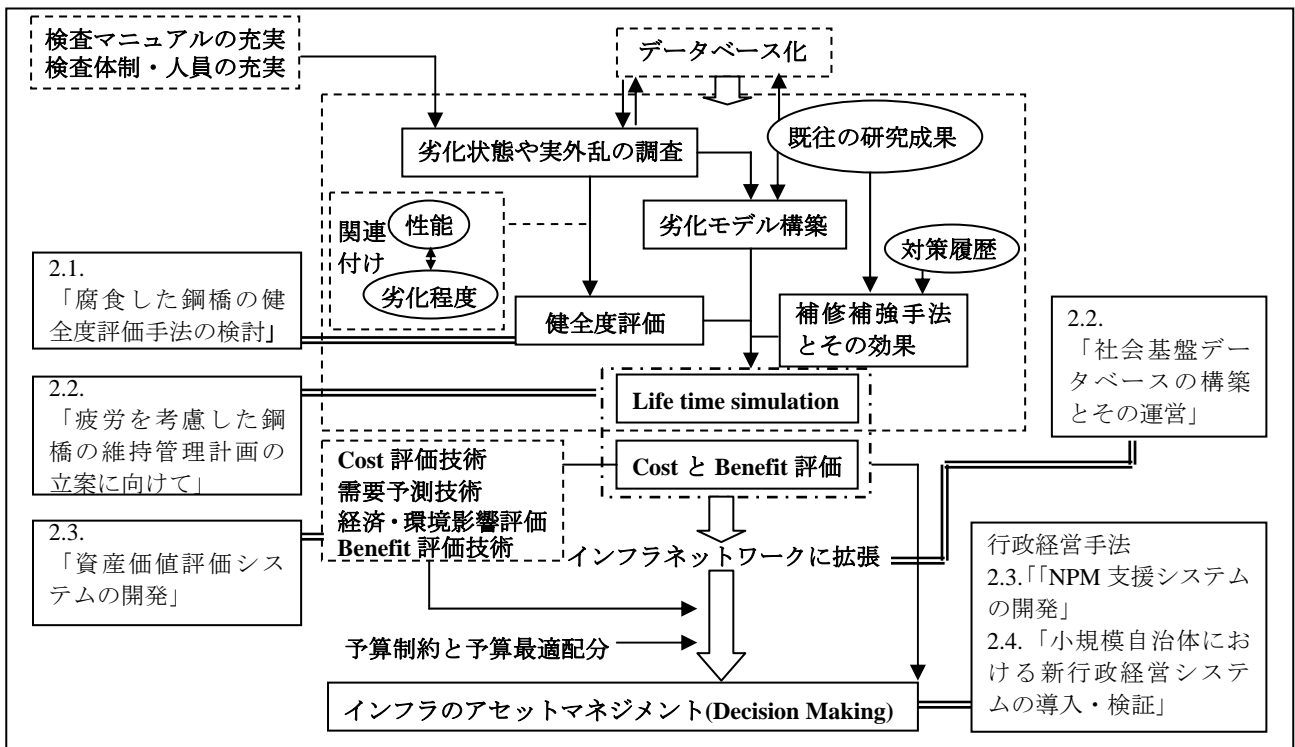 検査マニュアルの充実
検査体制・人員の充実
データベース化
劣化状態や実外乱の調査
既往の研究成果
関連
付け
性能
劣化程度
劣化モデル構築
対策履歴
2.1.
「腐食した鋼橋の健
全度評価手法の検討」
健全度評価
補修補強手法
とその効果
2.2.
「社会基盤デー
タベースの構築
とその運営」
2.2.
「疲労を考慮した鋼
橋の維持管理計画の
立案に向けて」
Life time simulation
Cost 評価技術
需要予測技術
経済・環境影響評価
Benefit 評価技術
Cost と Benefit 評価
2.3.
「資産価値評価シス
テムの開発」
インフラネットワークに拡張
行政経営手法
2.3.「「NPM 支援システム
の開発」
2.4. 「小規模自治体にお
ける新行政経営システ
ムの導入・検証」
予算制約と予算最適配分
インフラのアセットマネジメント(Decision Making)